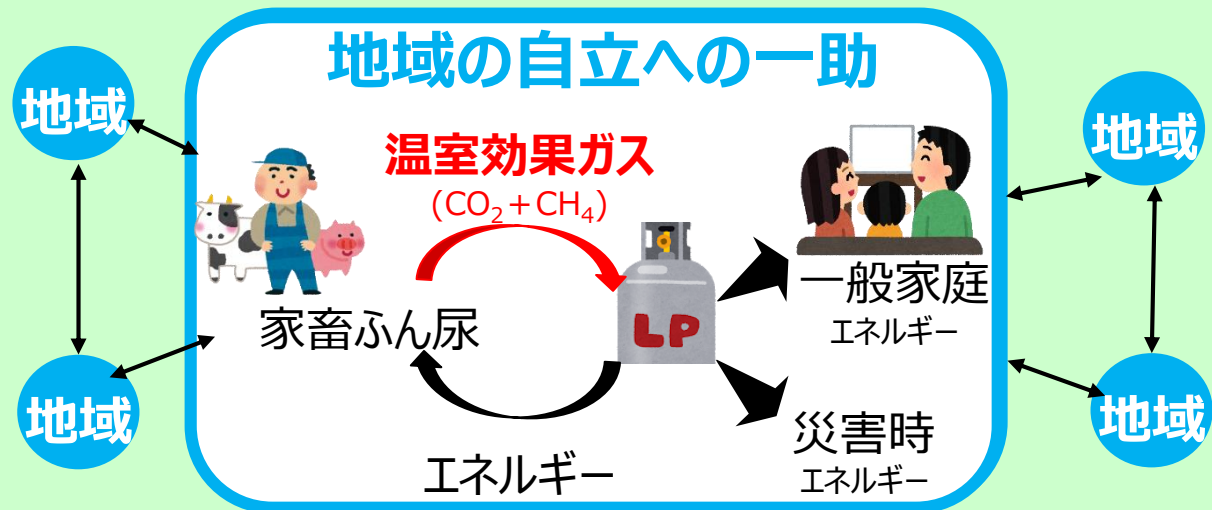 地域の自立への一助
地域
地域
温室効果ガス
(CO₂+CH₄)
LP
家畜ふん尿
一般家庭
エネルギー
災害時
エネルギー
エネルギー
地域
地域